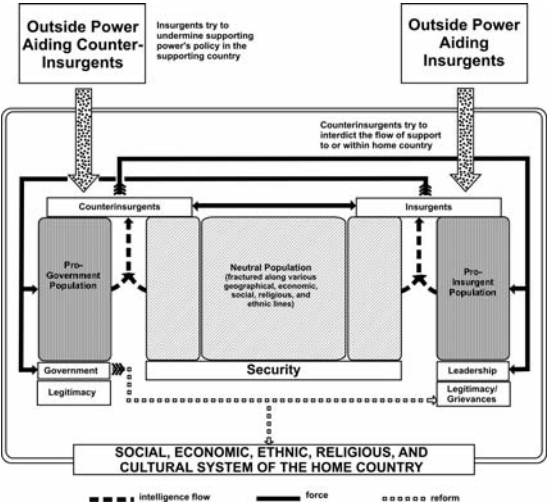 Outside Power
Aiding Counter-
Insurgents
Insurgents try to
undermine supporting
power's policy in the
supporting country
Outside Power
Aiding
Insurgents
Counterinsurgents try to
interdict the flow of support
to or within home country
Counterinsurgents
Insurgents
Pro-
Government
Population
Neutral Population
(fractured along various
geographical, economic,
social, religious, and
ethnic lines)
Pro-
Insurgent
Population
Government
Security
Leadership
Legitimacy
Legitimacy/
Grievances
SOCIAL, ECONOMIC, ETHNIC, RELIGIOUS, AND
CULTURAL SYSTEM OF THE HOME COUNTRY
intelligence flow
force
reform